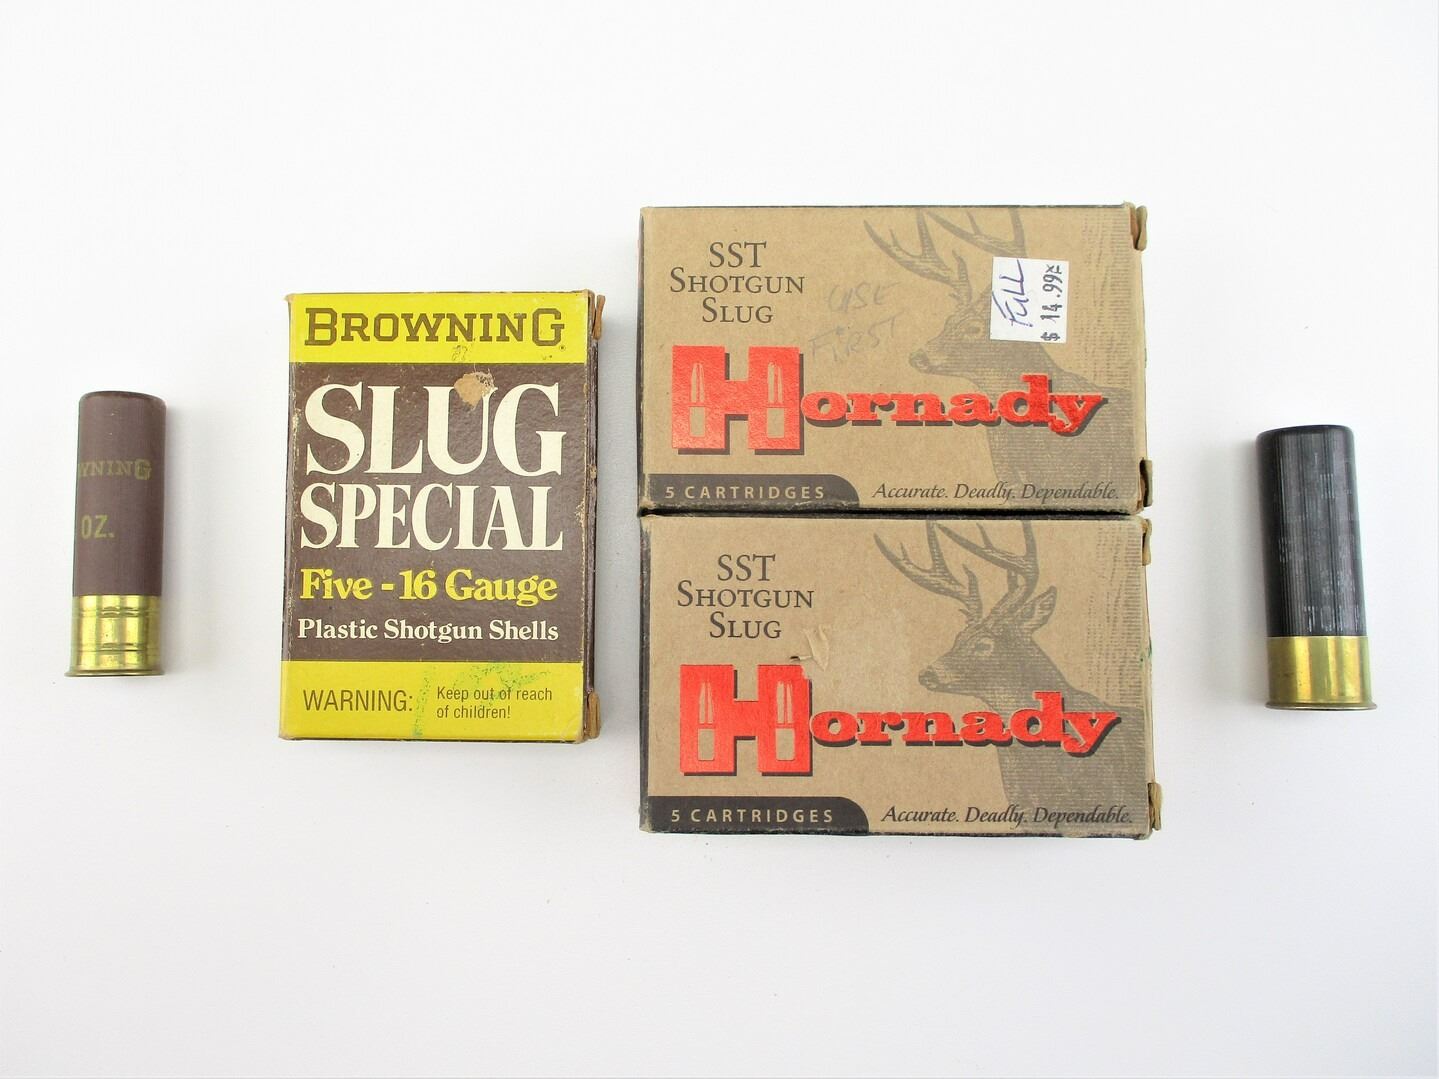 WNING
OZ.
BROWNING
SLUG
SPECIAL
Five - 16 Gauge
Plastic Shotgun Shells
WARNING: Keep out of reach
of children!
SST
SHOTGUN
SLUG
USE
FIRST
FULL
$ 14.99
Hornady
5 CARTRIDGES
Accurate. Deadly. Dependable.
SST
SHOTGUN
SLUG
Hornady
5 CARTRIDGES
Accurate. Deadly. Dependable.